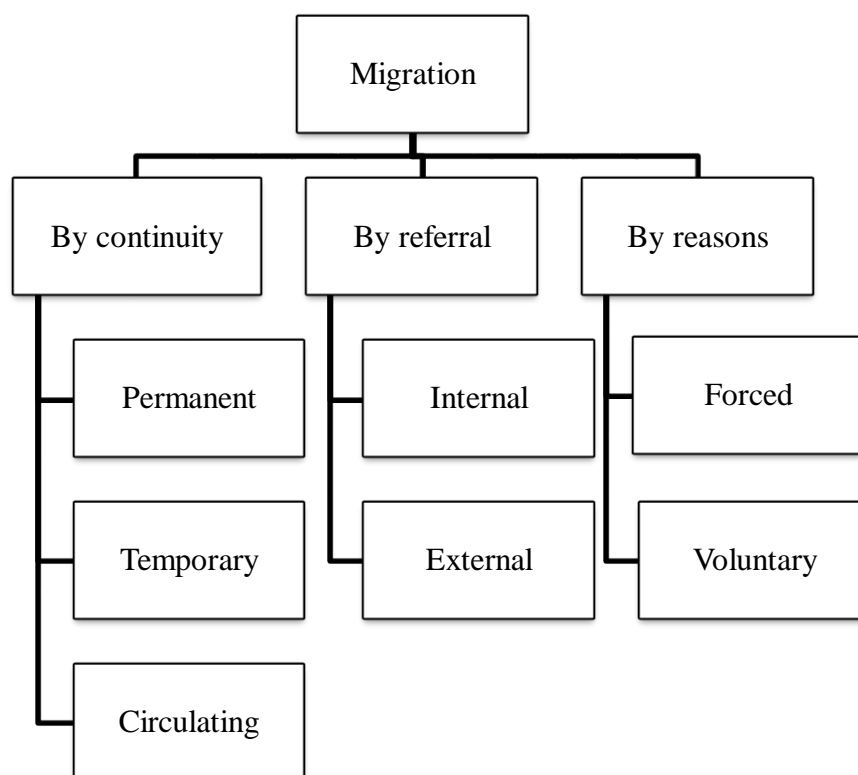 Migration
By continuity
By referral
By reasons
Permanent
Internal
Forced
Temporary
External
Voluntary
Circulating